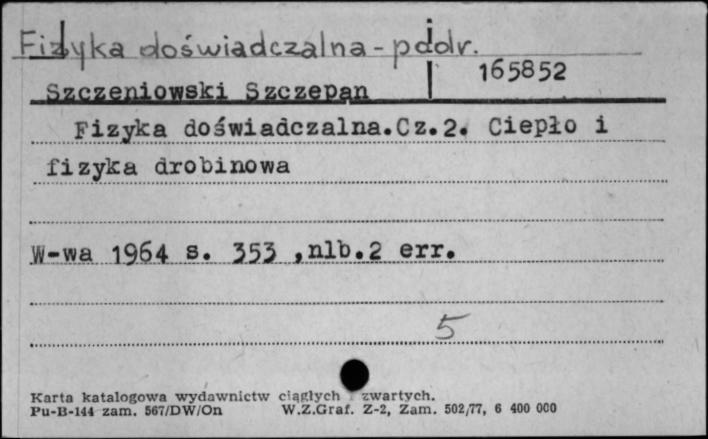 Fizyka doświadczalna - poddr.
165852
Szczeniowski Szczepan
Fizyka doświadczalna.Cz.2. Ciepło i
fizyka drobinowa
W-wa 1964 s. 353 ,nlb.2 err.
5
Karta katalogowa wydawnictw ciągłych i zwartych.
Pu-B-144 zam. 567/DW/On W.Z.Graf. Z-2, Zam. 502/77, 6 400 000